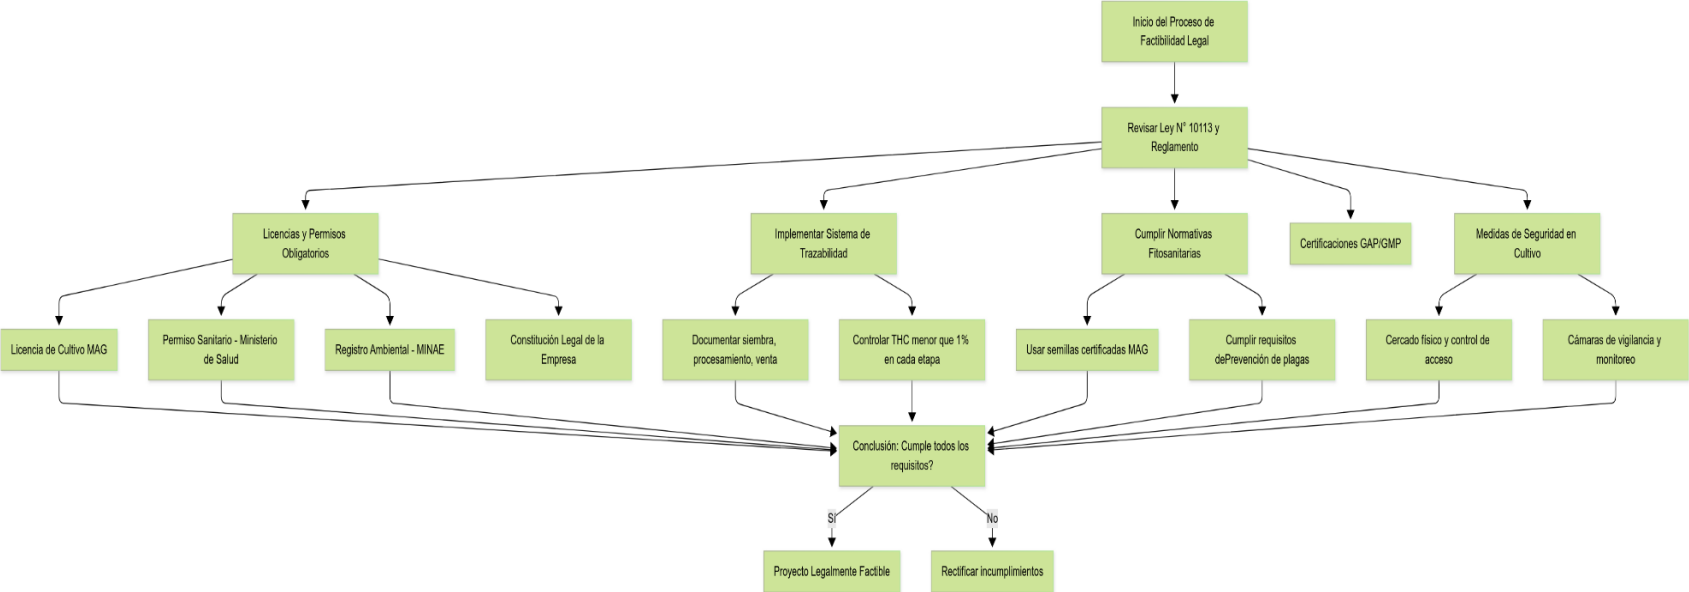 Inicio del Proceso de
Factibilidad Legal
Revisar Ley N° 10113 y
Reglamento
Licencias y Permisos
Obligatorios
Implementar Sistema de
Trazabilidad
Cumplir Normativas
Fitosanitarias
Certificaciones GAP/GMP
Medidas de Seguridad en
Cultivo
Licencia de Cultivo MAG
Permiso Sanitario - Ministerio
de Salud
Registro Ambiental - MINAE
Constitución Legal de la
Empresa
Documentar siembra,
procesamiento, venta
Controlar THC menor que 1%
en cada etapa
Usar semillas certificadas MAG
Cumplir requisitos
dePrevención de plagas
Cercado físico y control de
acceso
Cámaras de vigilancia y
monitoreo
Conclusión: Cumple todos los
requisitos?
Sí
No
Proyecto Legalmente Factible
Rectificar incumplimientos